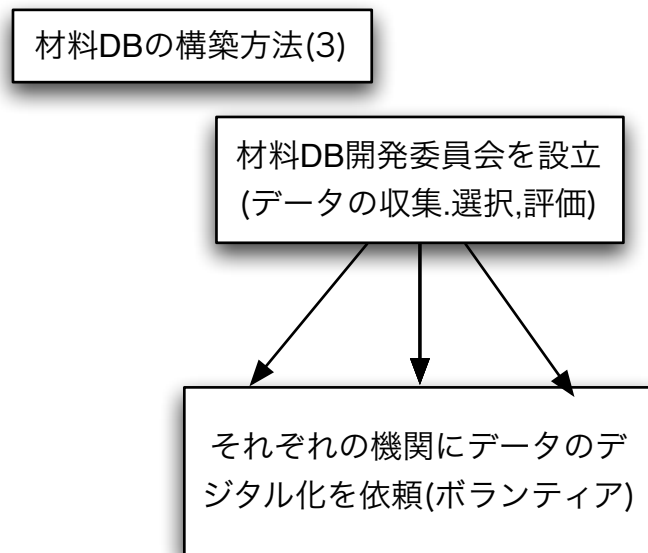 材料DBの構築方法(3)
材料DB開発委員会を設立
(データの収集.選択,評価)
それぞれの機関にデータのデ
ジタル化を依頼(ボランティア)